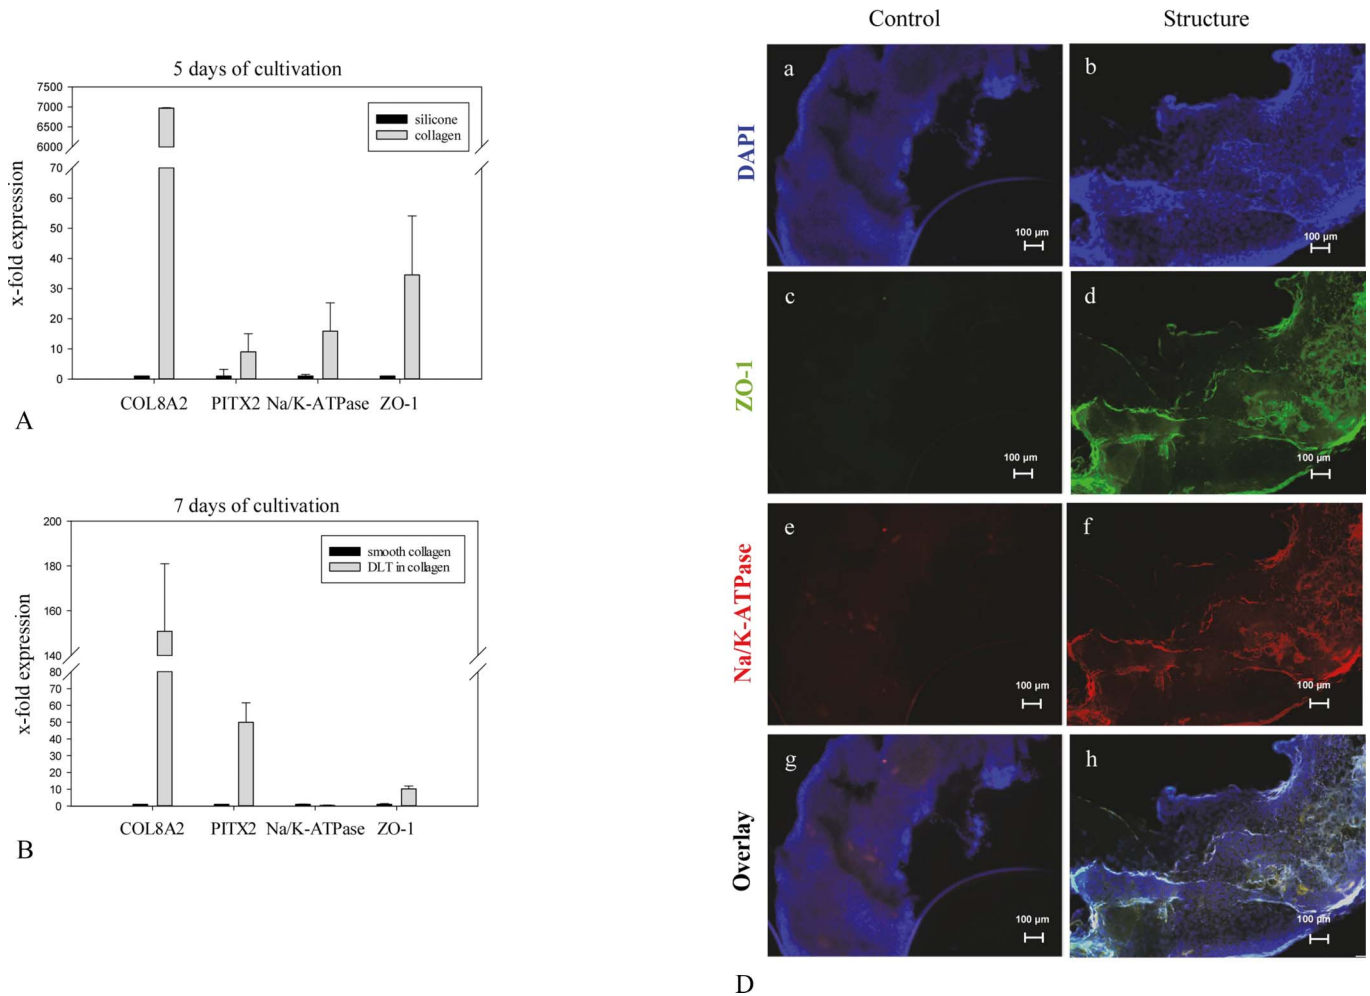 5 days of cultivation
7500
7000
6500
6000
70
60
50
40
30
20
10
0
x-fold expression
silicone
collagen
COL8A2 PITX2 Na/K-ATPase ZO-1
A
7 days of cultivation
200
180
160
140
80
70
60
50
40
30
20
10
0
x-fold expression
smooth collagen
DLT in collagen
COL8A2 PITX2 Na/K-ATPase ZO-1
B
Control Structure
DAPI
a
100 µm
b
100 µm
ZO-1
c
100 µm
d
100 µm
Na/K-ATPase
e
100 µm
f
100 µm
Overlay
g
100 µm
h
100 µm
D